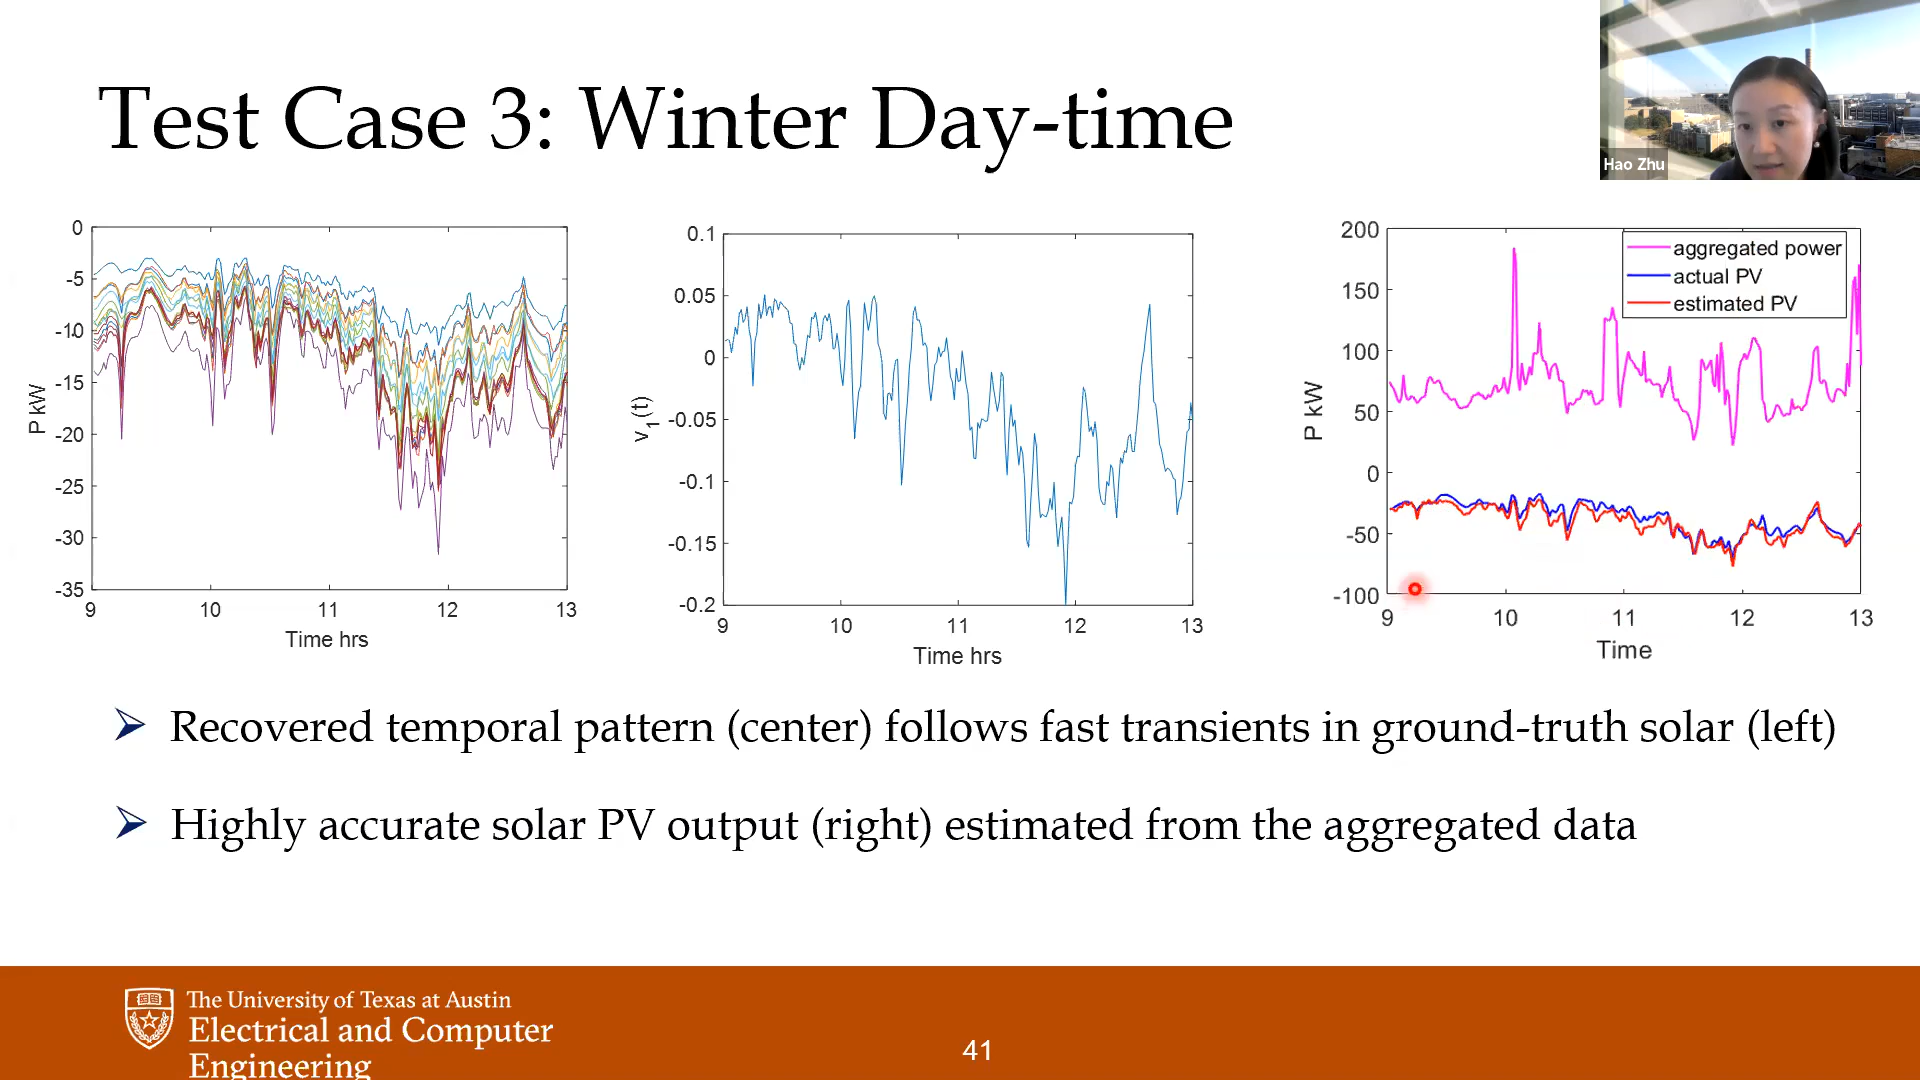 Test Case 3: Winter Day-time
Hao Zhu
0
-5
-10
-15
-20
-25
-30
-35
P kW
9 10 11 12 13
Time hrs
0.1
0.05
0
-0.05
-0.1
-0.15
-0.2
v1(t)
9 10 11 12 13
Time hrs
200
150
100
50
0
-50
-100
P kW
aggregated power
actual PV
estimated PV
9 10 11 12 13
Time
➢ Recovered temporal pattern (center) follows fast transients in ground-truth solar (left)
➢ Highly accurate solar PV output (right) estimated from the aggregated data
The University of Texas at Austin
Electrical and Computer
Engineering
41